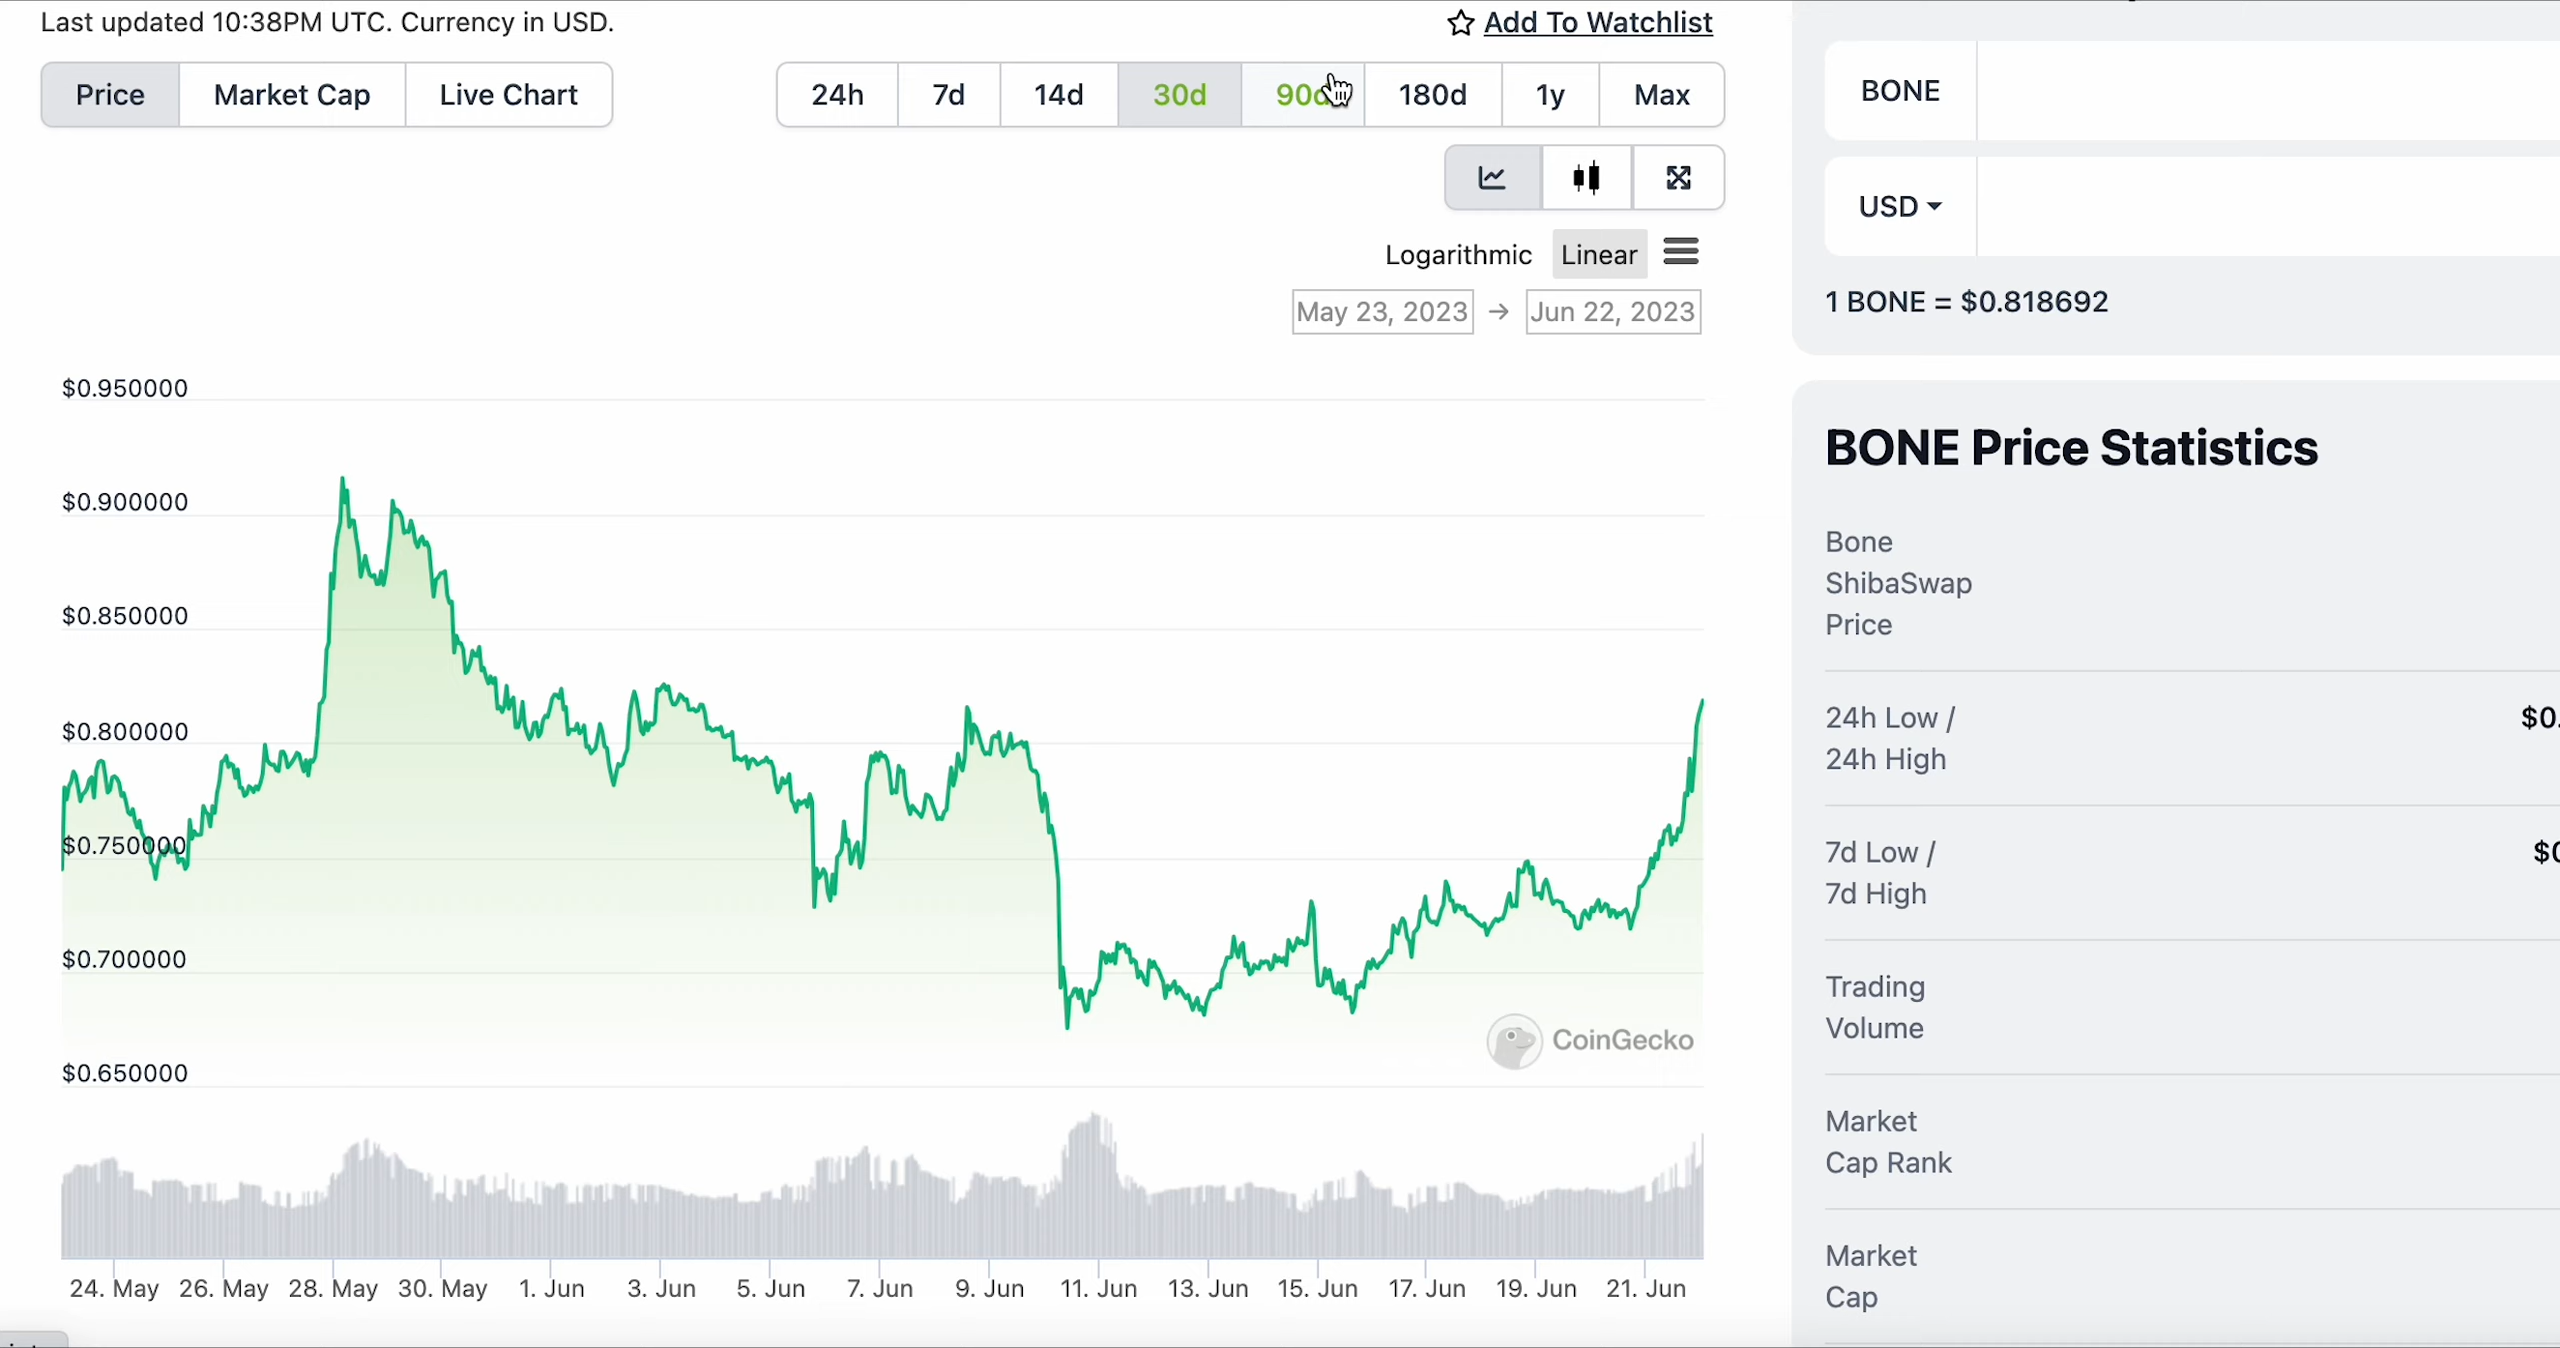 Last updated 10:38PM UTC. Currency in USD.
Add To Watchlist
Price Market Cap Live Chart
24h 7d 14d 30d 90d 180d 1y Max
Logarithmic Linear
May 23, 2023 → Jun 22, 2023
$0.950000
$0.900000
$0.850000
$0.800000
$0.750000
$0.700000
$0.650000
CoinGecko
24. May 26. May 28. May 30. May 1. Jun 3. Jun 5. Jun 7. Jun 9. Jun 11. Jun 13. Jun 15. Jun 17. Jun 19. Jun 21. Jun
BONE
USD
1 BONE = $0.818692
BONE Price Statistics
Bone
ShibaSwap
Price
24h Low /
24h High
$0.
7d Low /
7d High
Trading
Volume
Market
Cap Rank
Market
Cap